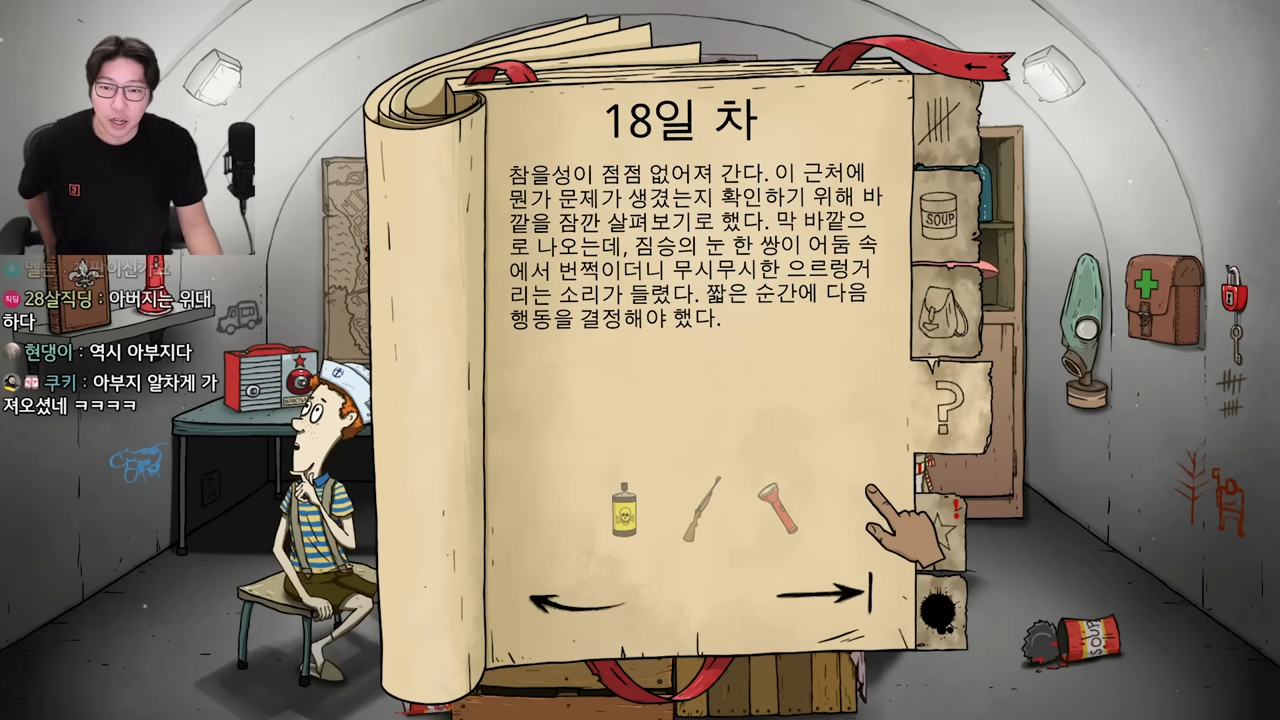 18일 차
참을성이 점점 없어져 간다. 이 근처에
뭔가 문제가 생겼는지 확인하기 위해 바
깥을 잠깐 살펴보기로 했다. 막 바깥으
로 나오는데, 짐승의 눈 한 쌍이 어둠 속
에서 번쩍이더니 무시무시한 으르렁거
리는 소리가 들렸다. 짧은 순간에 다음
행동을 결정해야 했다.
직딩 28살직딩 : 아버지는 위대
하다
현댕이 : 역시 아부지다
쿠키 : 아부지 알차게 가
져오셨네 ㅋㅋㅋㅋ
SOUP
?
!
SOUP